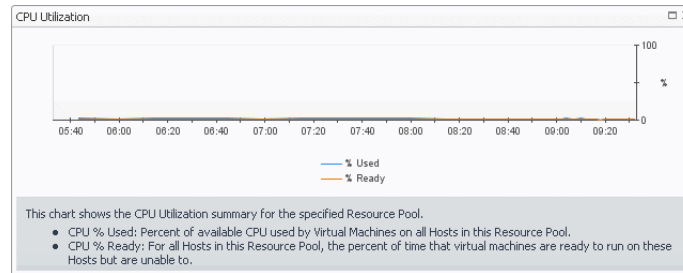 CPU Utilization
100
%
0
05:40 06:00 06:20 06:40 07:00 07:20 07:40 08:00 08:20 08:40 09:00 09:20
% Used
% Ready
This chart shows the CPU Utilization summary for the specified Resource Pool.
• CPU % Used: Percent of available CPU used by Virtual Machines on all Hosts in this Resource Pool.
• CPU % Ready: For all Hosts in this Resource Pool, the percent of time that virtual machines are ready to run on these
Hosts but are unable to.